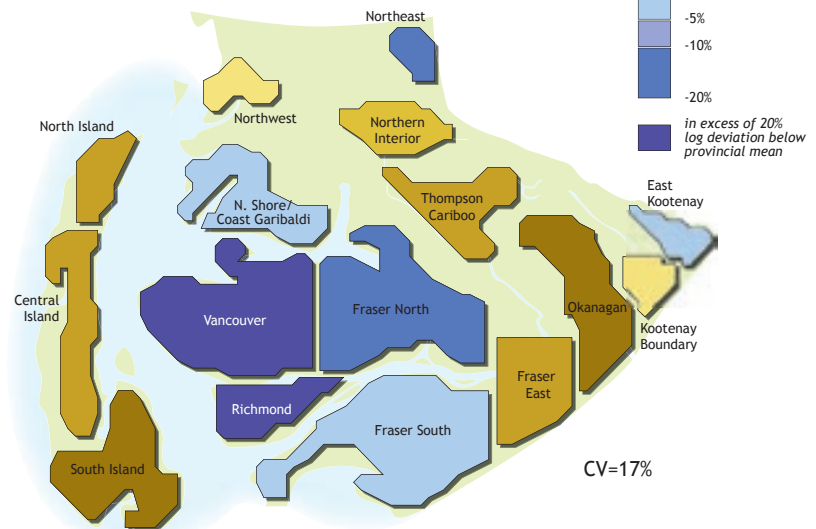 Northeast
-5%
-10%
-20%
in excess of 20%
log deviation below
provincial mean
Northwest
North Island
Northern
Interior
N. Shore/
Coast Garibaldi
Thompson
Cariboo
East
Kootenay
Central
Island
Vancouver
Fraser North
Okanagan
Kootenay
Boundary
Richmond
Fraser South
Fraser
East
South Island
CV=17%